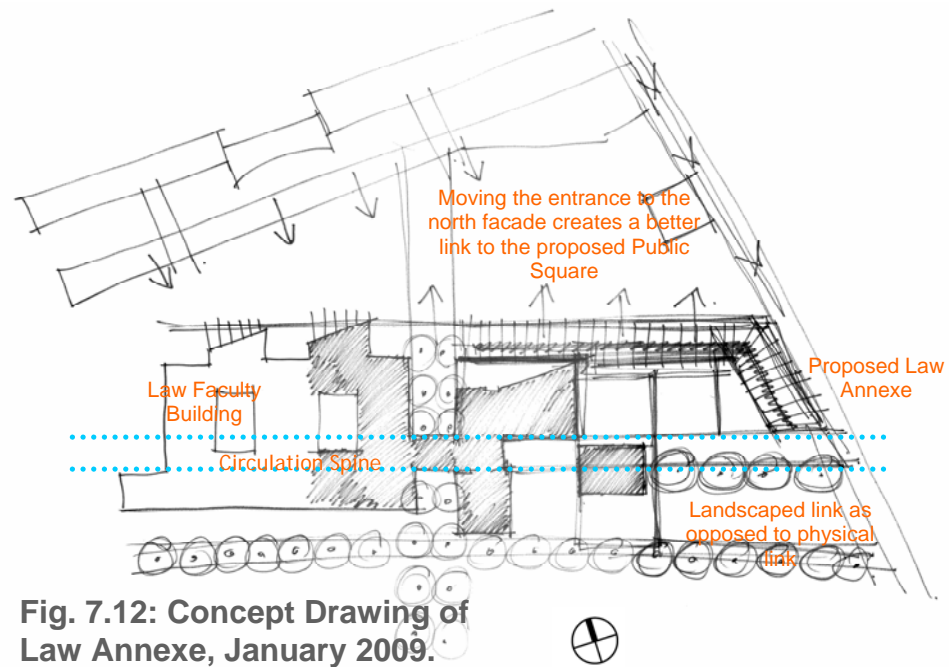 Moving the entrance to the
north facade creates a better
link to the proposed Public
Square
Proposed Law
Annexe
Law Faculty
Building
Circulation Spine
Landscaped link as
opposed to physical
link
Fig. 7.12: Concept Drawing of
Law Annexe, January 2009.